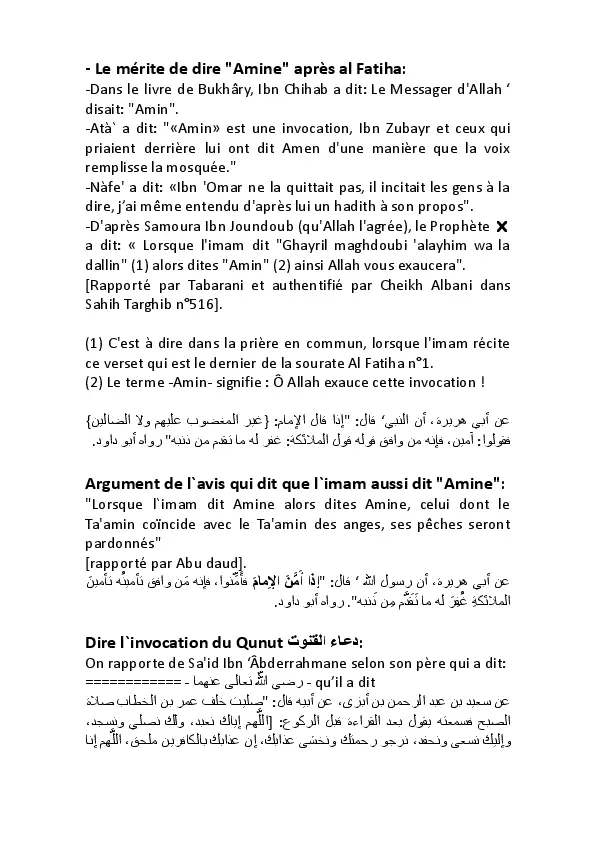 - Le mérite de dire "Amine" après al Fatiha:
-Dans le livre de Bukhâry, Ibn Chihab a dit: Le Messager d'Allah ‘
disait: "Amin".
-Atà` a dit: "«Amin» est une invocation, Ibn Zubayr et ceux qui
priaient derrière lui ont dit Amen d'une manière que la voix
remplisse la mosquée."
-Nàfe' a dit: «Ibn 'Omar ne la quittait pas, il incitait les gens à la
dire, j’ai même entendu d'après lui un hadith à son propos".
-D'après Samoura Ibn Joundoub (qu'Allah l'agrée), le Prophète ✗
a dit: « Lorsque l'imam dit "Ghayril maghdoubi 'alayhim wa la
dallin" (1) alors dites "Amin" (2) ainsi Allah vous exaucera".
[Rapporté par Tabarani et authentifié par Cheikh Albani dans
Sahih Targhib n°516].
(1) C'est à dire dans la prière en commun, lorsque l'imam récite
ce verset qui est le dernier de la sourate Al Fatiha n°1.
(2) Le terme -Amin- signifie : Ô Allah exauce cette invocation !
عن أبي هريرة، أن النبي‘ قال: "إذا قال الإمام: {غير المغضوب عليهم ولا الضالين}
فقولوا: آمين، فإنه من وافق قوله قول الملائكة: غفر له ما تقدم من ذنبه" رواه أبو داود.
Argument de l`avis qui dit que l`imam aussi dit "Amine":
"Lorsque l`imam dit Amine alors dites Amine, celui dont le
Ta'amin coïncide avec le Ta'amin des anges, ses pêches seront
pardonnés"
[rapporté par Abu daud].
عن أبي هريرة، أن رسول الله ‘ قال: "إِذَا أَمَّنَ الإِمامُ فأَمِّنُوا، فإنه مَن وافق تأمينُه تأمينَ
الملائكةِ غُفِرَ له ما تَقَدَّم مِن ذَنبه". رواه أبو داود.
Dire l`invocation du Qunut دعاء القنوت:
On rapporte de Sa'id Ibn ‘Âbderrahmane selon son père qui a dit:
============ - رضي الله تعالى عنهما - qu’il a dit
عن سعيد بن عبد الرحمن بن أبزى، عن أبيه قال: "صليت خلف عمر بن الخطاب صلاة
الصبح فسمعته يقول بعد القراءة قبل الركوع: [اللَّهم إياك نعبد، ولك نصلي ونسجد،
وإليك نسعى ونحفد، نرجو رحمتك ونخشى عذابك، إن عذابك بالكافرين ملحق، اللَّهم إنا